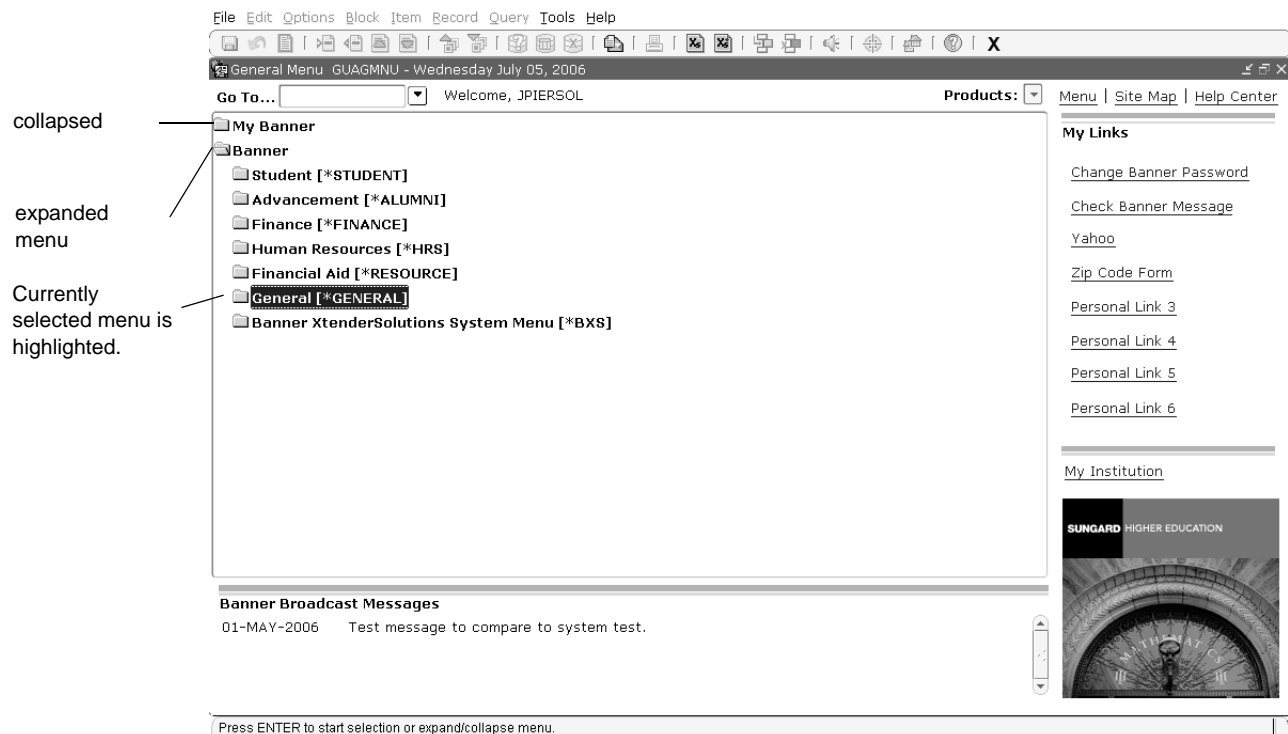 File Edit Options Block Item Record Query Tools Help
X
General Menu GUAGMNU - Wednesday July 05, 2006
Go To... Welcome, JPIERSOL Products: Menu | Site Map | Help Center
collapsed
My Banner
My Links
Banner
Student [*STUDENT]
Change Banner Password
Advancement [*ALUMNI]
Check Banner Message
expanded
menu
Finance [*FINANCE]
Yahoo
Human Resources [*HRS]
Financial Aid [*RESOURCE]
Zip Code Form
Currently
selected menu is
highlighted.
General [*GENERAL]
Personal Link 3
Banner XtenderSolutions System Menu [*BXS]
Personal Link 4
Personal Link 5
Personal Link 6
My Institution
SUNGARD HIGHER EDUCATION
MATHEMATICS
Banner Broadcast Messages
01-MAY-2006 Test message to compare to system test.
Press ENTER to start selection or expand/collapse menu.